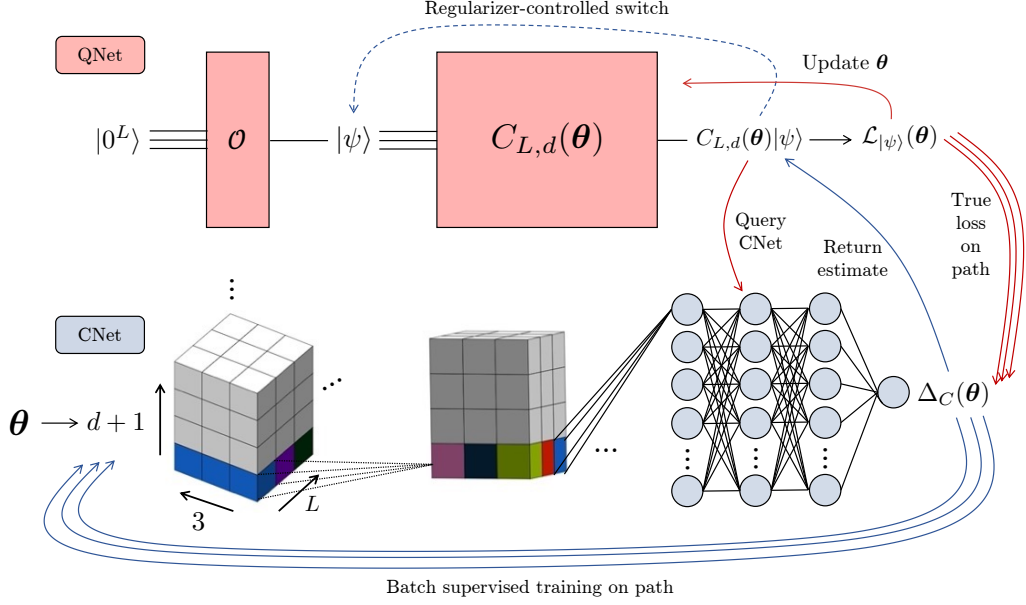 Regularizer-controlled switch
QNet
Update θ
|0^L⟩
𝒪
|ψ⟩
C_{L,d}(θ)
C_{L,d}(θ)|ψ⟩
ℒ_{|ψ⟩}(θ)
Query
CNet
Return
estimate
True
loss
on
path
CNet
θ
d + 1
3
L
Δ_C(θ)
Batch supervised training on path